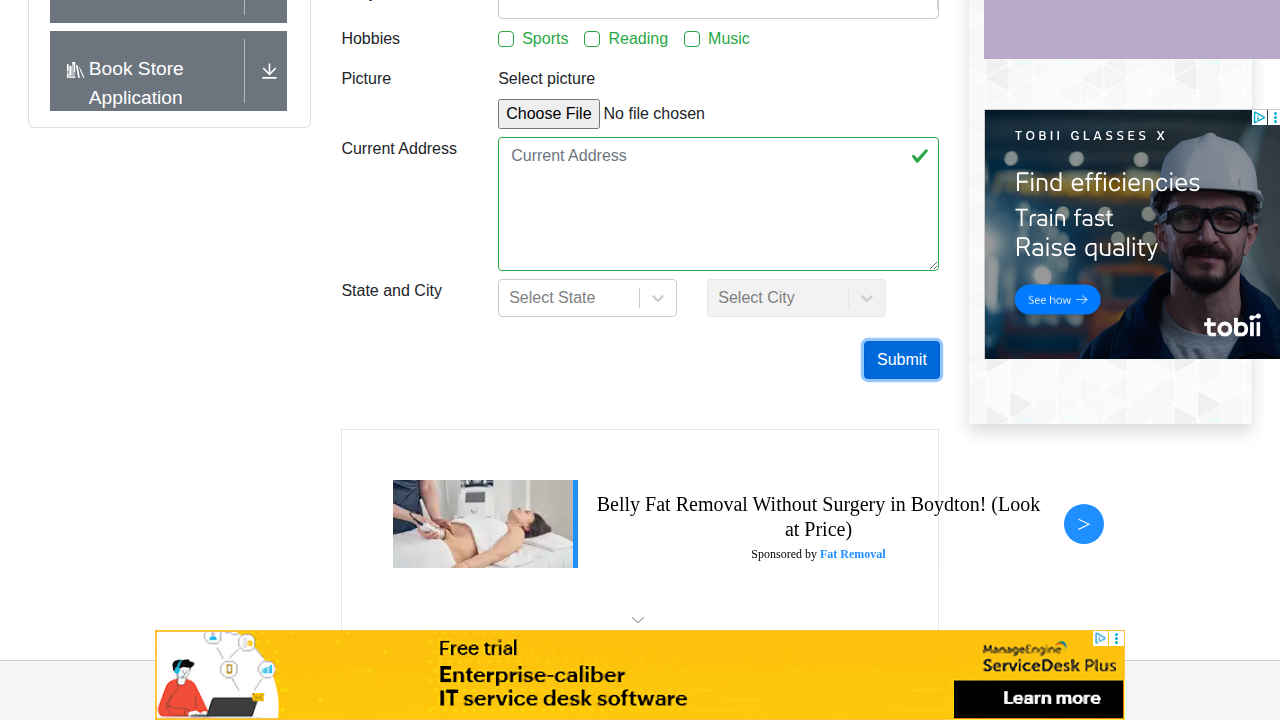 Hobbies
Sports
Reading
Music
Book Store
Application
Picture
Select picture
Choose File No file chosen
Current Address
Current Address
State and City
Select State
Select City
Submit
TOBII GLASSES X
Find efficiencies
Train fast
Raise quality
See how →
tobii
Belly Fat Removal Without Surgery in Boydton! (Look
at Price)
Sponsored by Fat Removal
>
Free trial
Enterprise-caliber
IT service desk software
ManageEngine
ServiceDesk Plus
Learn more